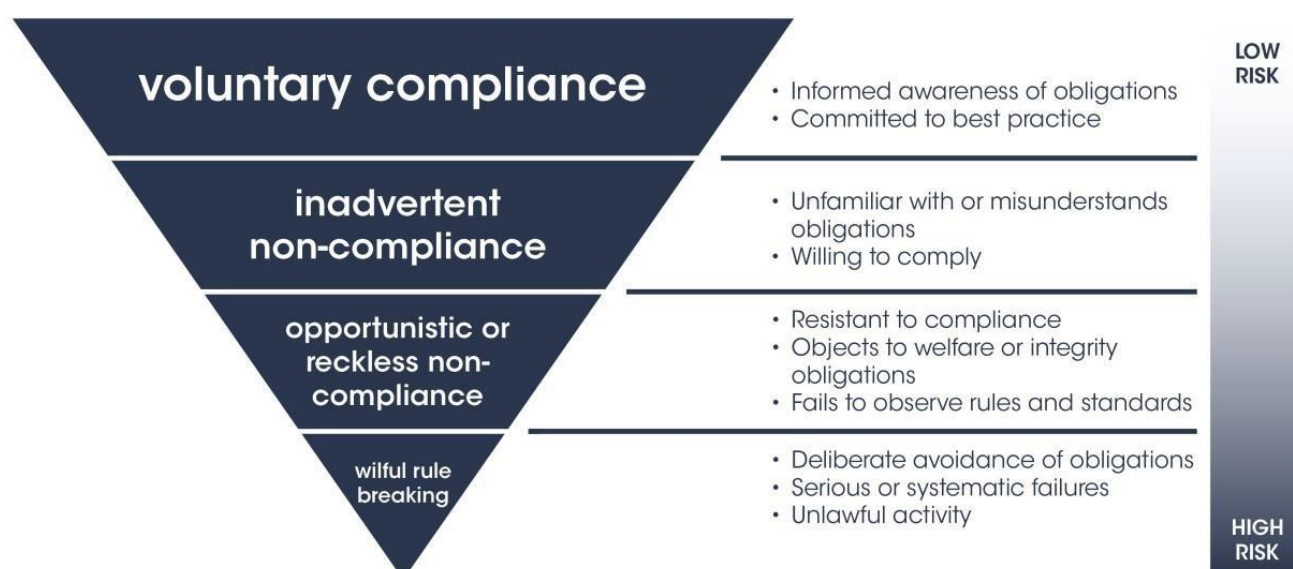 voluntary compliance
• Informed awareness of obligations
• Committed to best practice
inadvertent
non-compliance
• Unfamiliar with or misunderstands
obligations
• Willing to comply
opportunistic or
reckless non-
compliance
• Resistant to compliance
• Objects to welfare or integrity
obligations
• Fails to observe rules and standards
wilful rule
breaking
• Deliberate avoidance of obligations
• Serious or systematic failures
• Unlawful activity
LOW
RISK
HIGH
RISK